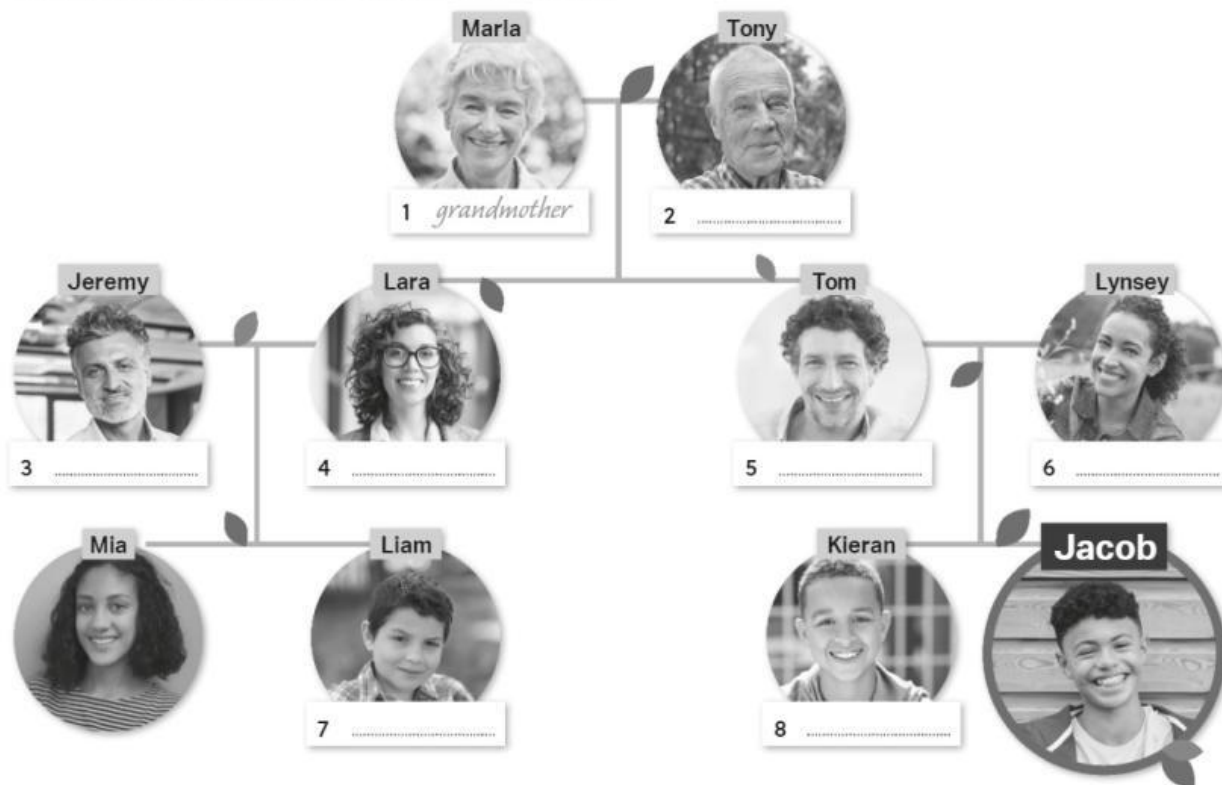 Marla
Tony
1 grandmother
2 ....................
Jeremy
Lara
Tom
Lynsey
3 ....................
4 ....................
5 ....................
6 ....................
Mia
Liam
Kieran
Jacob
7 ....................
8 ....................